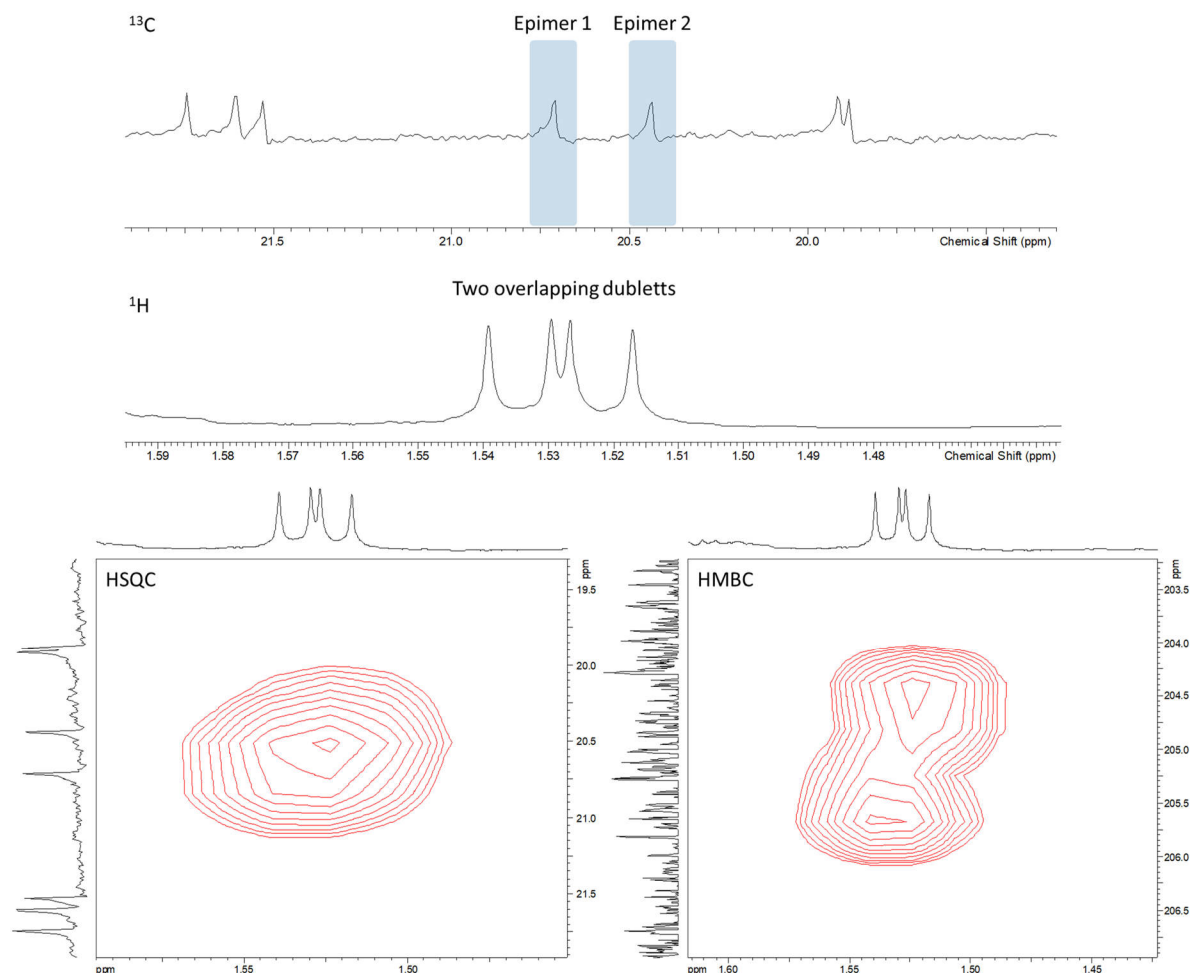 ¹³C
Epimer 1
Epimer 2
21.5
21.0
20.5
20.0
Chemical Shift (ppm)
¹H
Two overlapping dubletts
1.59
1.58
1.57
1.56
1.55
1.54
1.53
1.52
1.51
1.50
1.49
1.48
Chemical Shift (ppm)
HSQC
ppm
19.5
20.0
20.5
21.0
21.5
ppm
1.55
1.50
HMBC
ppm
203.5
204.0
204.5
205.0
205.5
206.0
206.5
ppm
1.60
1.55
1.50
1.45